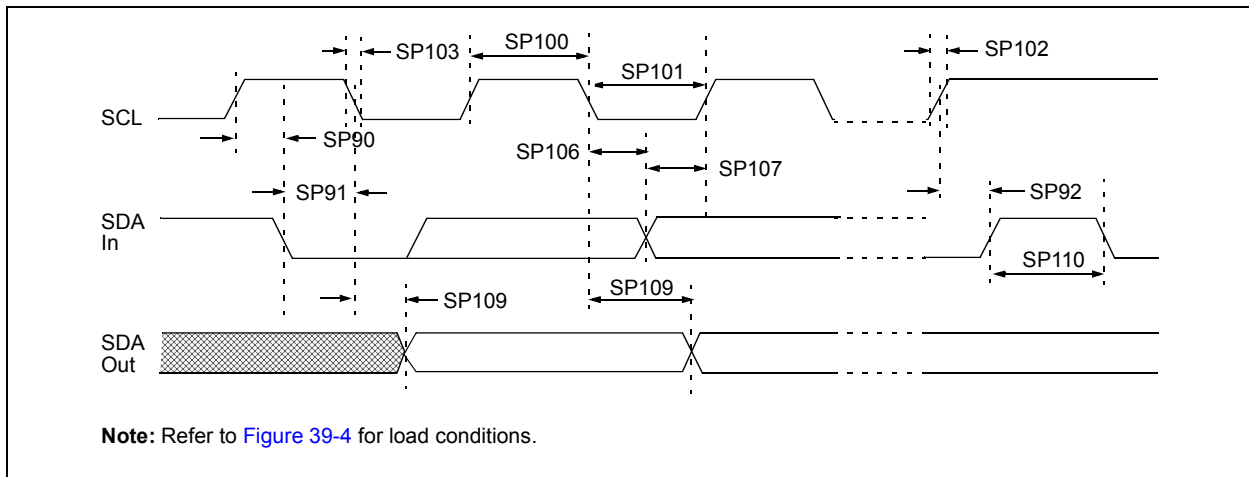 SP103
SP100
SP102
SP101
SCL
SP90
SP106
SP107
SP91
SP92
SDA
In
SP110
SP109
SP109
SDA
Out
Note: Refer to Figure 39-4 for load conditions.